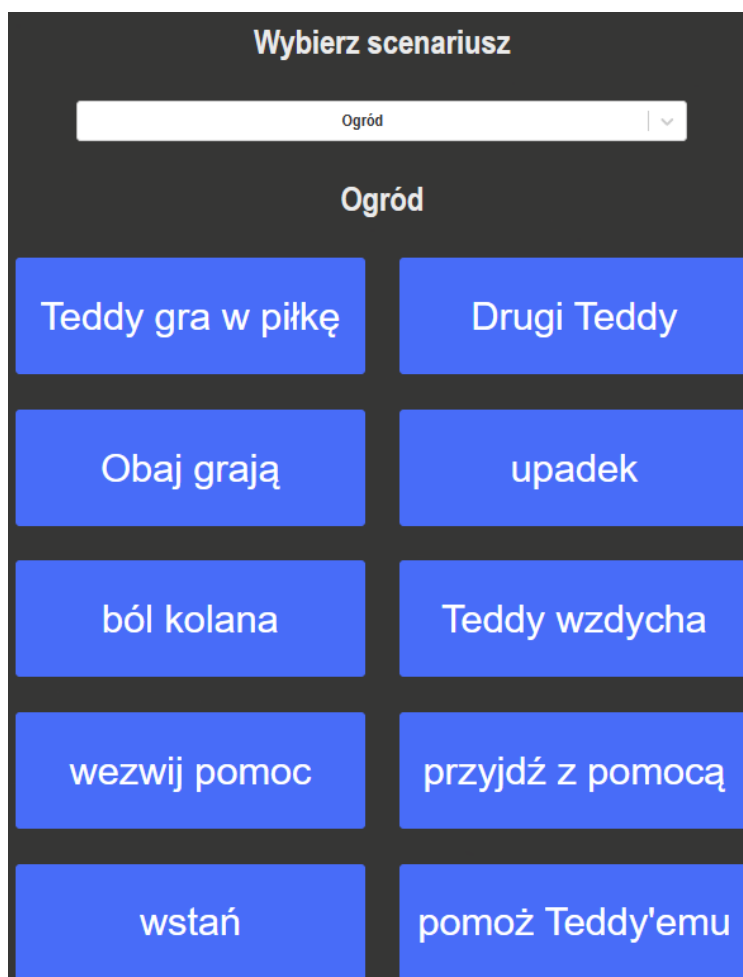 Wybierz scenariusz
Ogród
Ogród
Teddy gra w piłkę
Drugi Teddy
Obaj grają
upadek
ból kolana
Teddy wzdycha
wezwij pomoc
przyjdź z pomocą
wstań
pomoż Teddy'emu